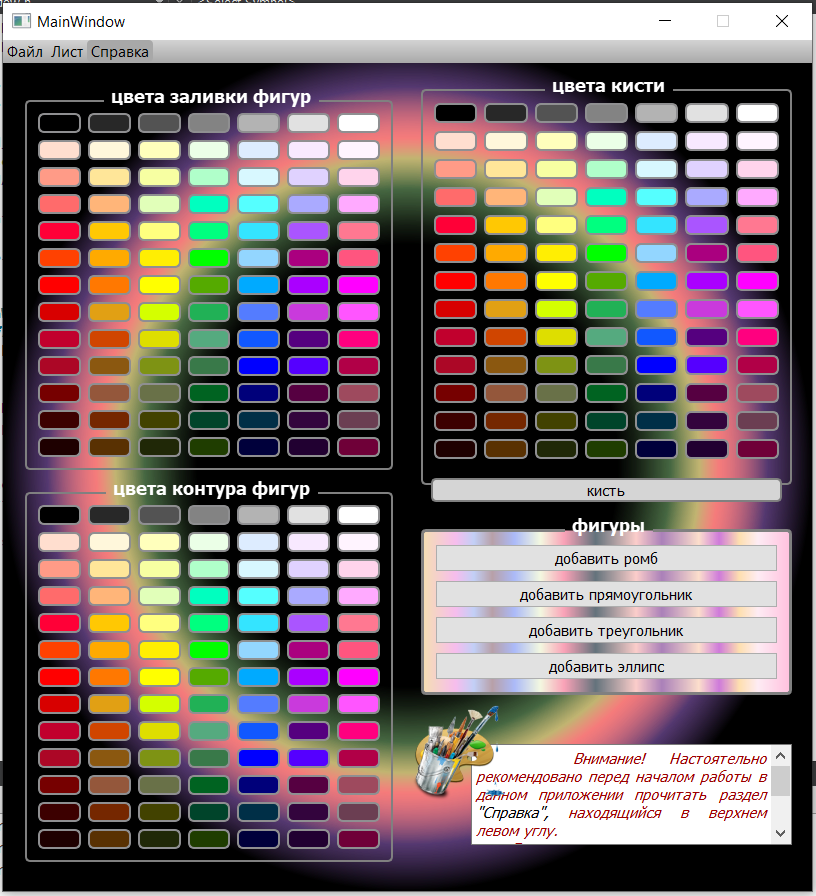 MainWindow
Файл Лист Справка
цвета заливки фигур
цвета кисти
цвета контура фигур
кисть
фигуры
добавить ромб
добавить прямоугольник
добавить треугольник
добавить эллипс
Внимание! Настоятельно
рекомендовано перед началом работы в
данном приложении прочитать раздел
"Справка", находящийся в верхнем
левом углу.